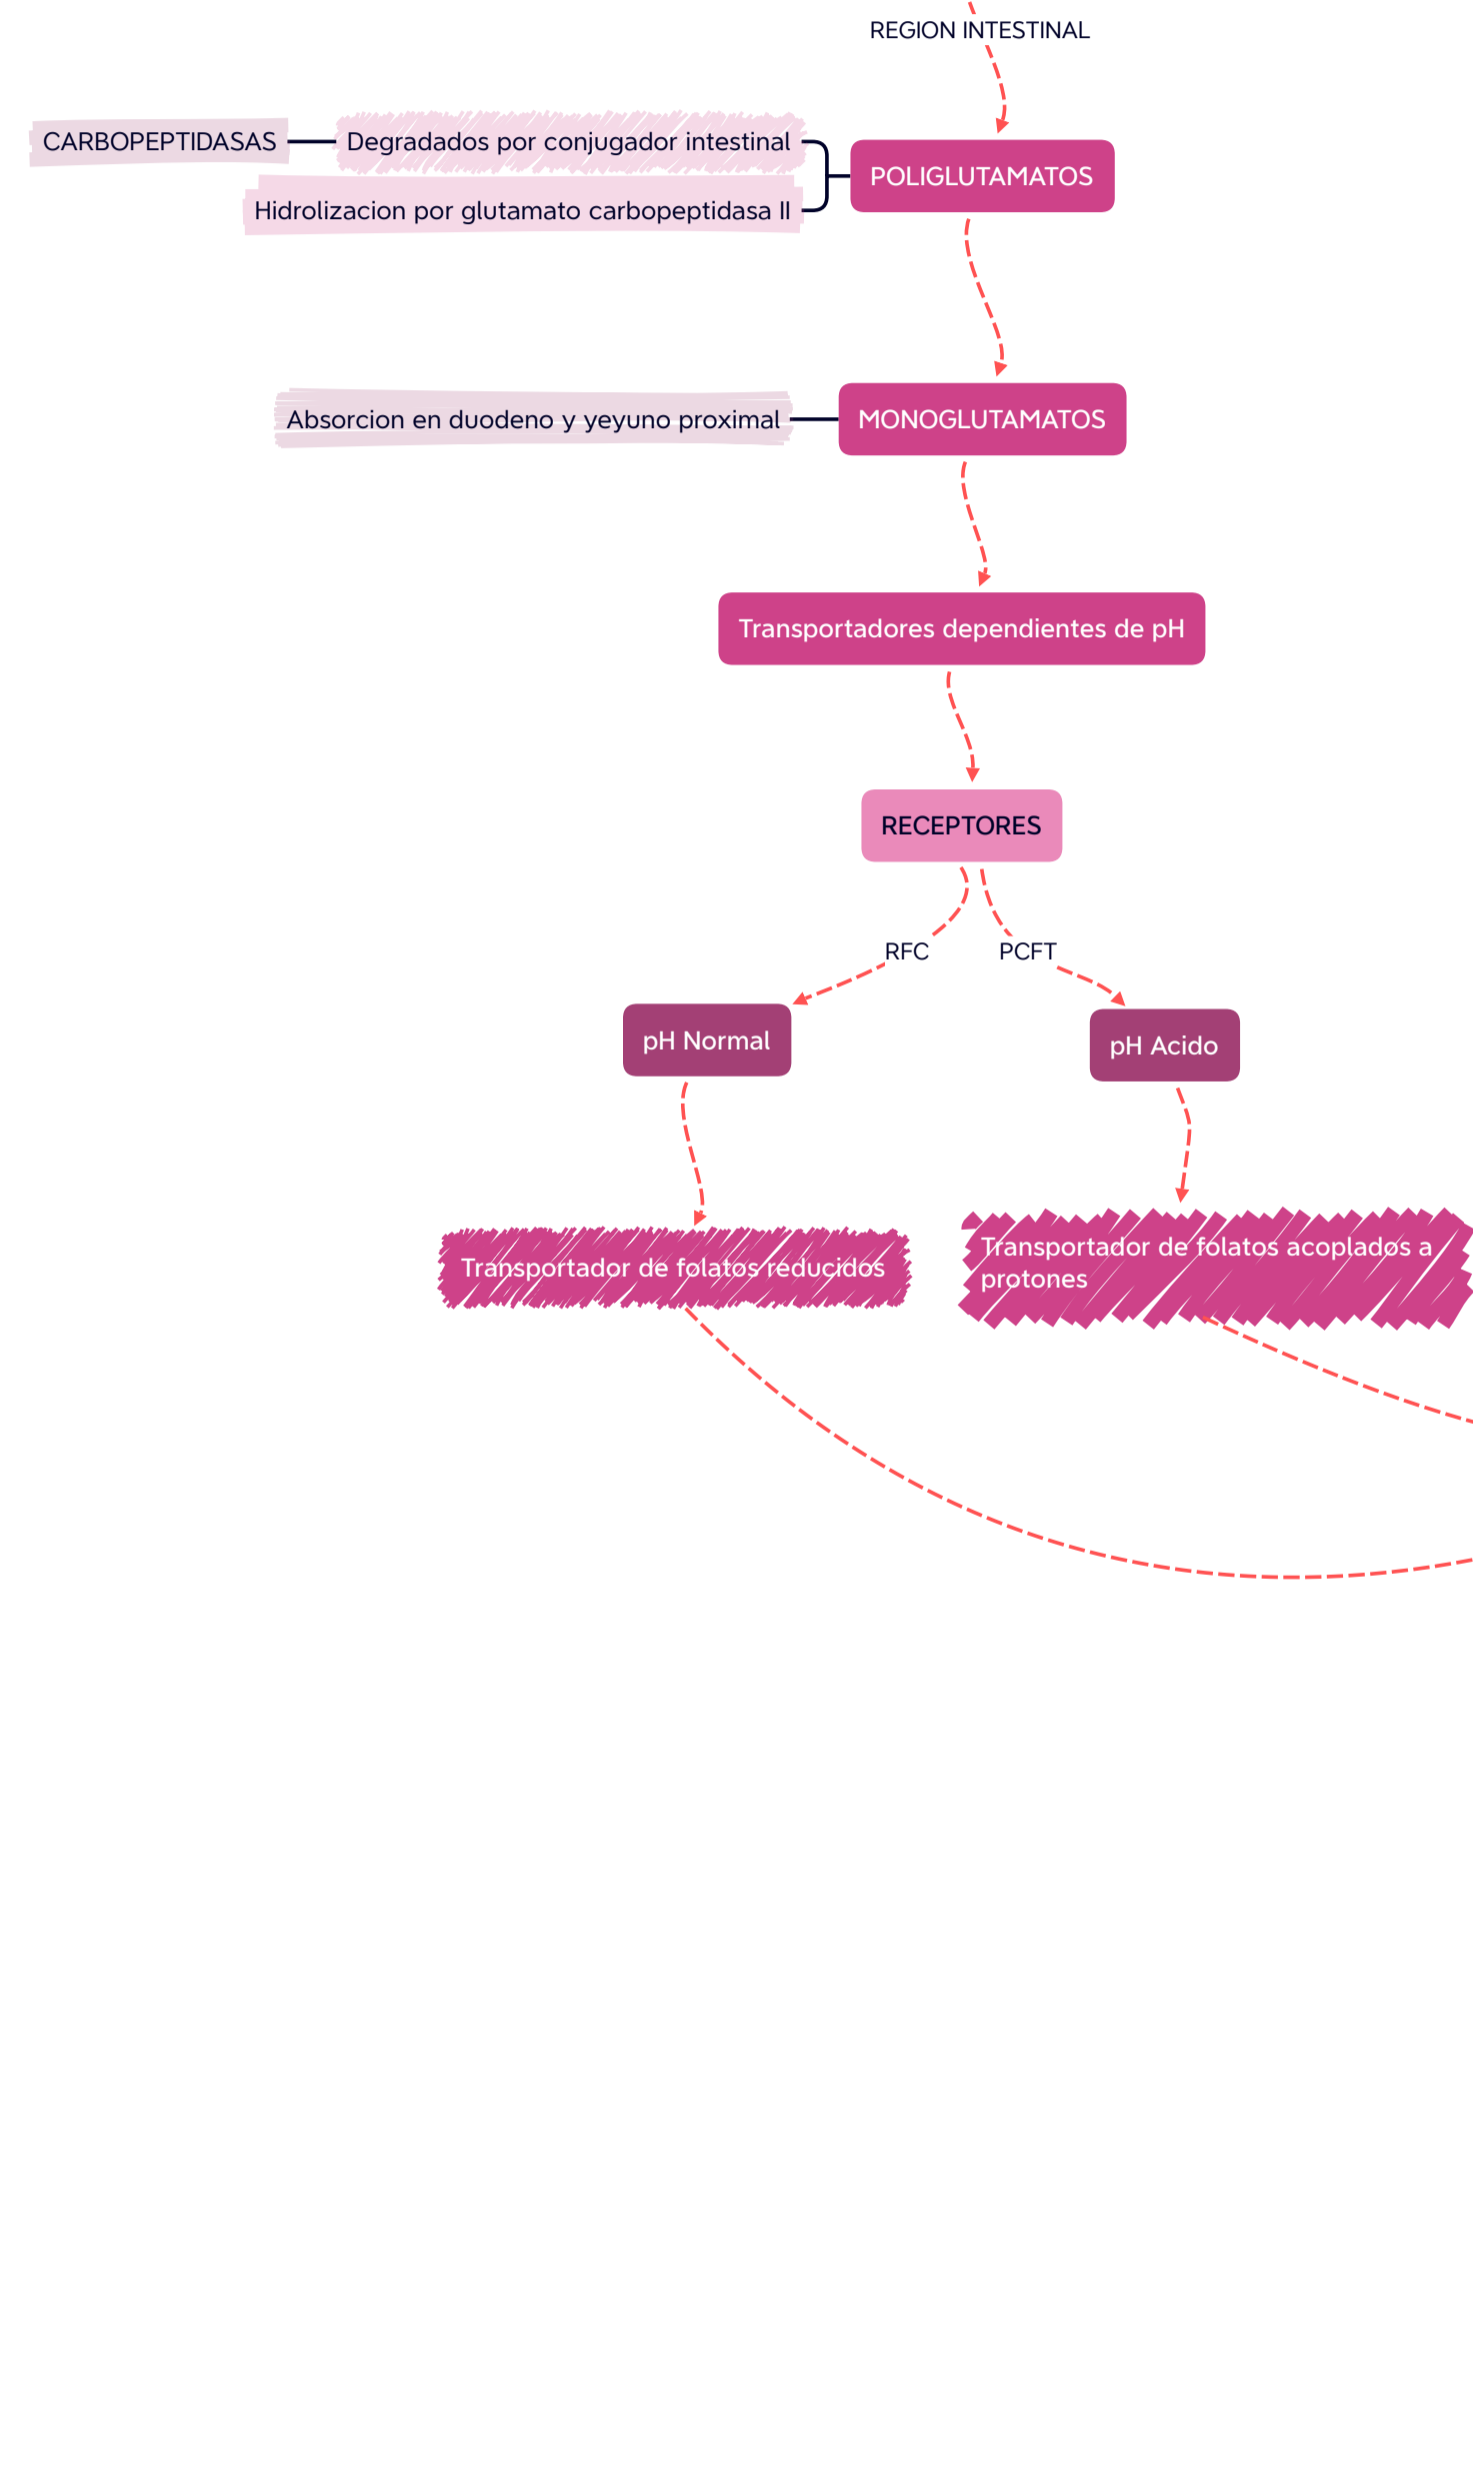 REGION INTESTINAL
CARBOPEPTIDASAS
Degradados por conjugador intestinal
POLIGLUTAMATOS
Hidrolizacion por glutamato carbopeptidasa II
Absorcion en duodeno y yeyuno proximal
MONOGLUTAMATOS
Transportadores dependientes de pH
RECEPTORES
RFC
PCFT
pH Normal
pH Acido
Transportador de folatos reducidos
Transportador de folatos acoplados a
protones